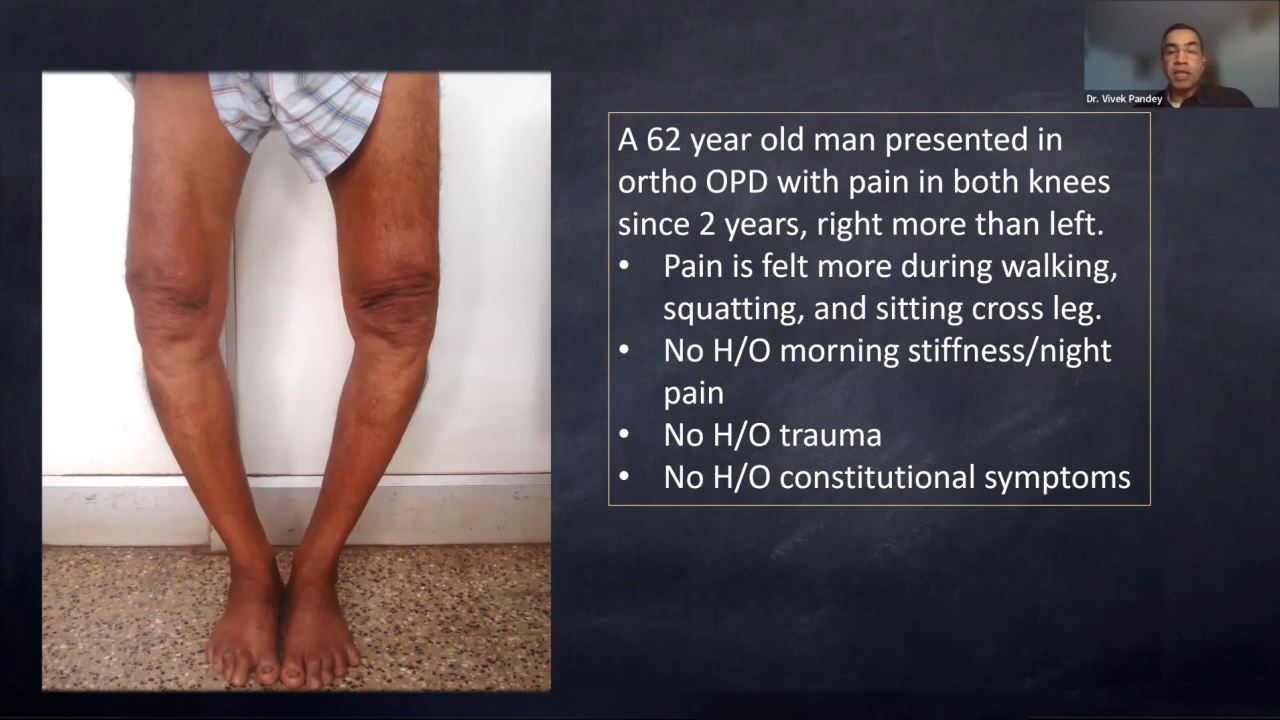 Dr. Vivek Pandey
A 62 year old man presented in
ortho OPD with pain in both knees
since 2 years, right more than left.
• Pain is felt more during walking,
squatting, and sitting cross leg.
• No H/O morning stiffness/night
pain
• No H/O trauma
• No H/O constitutional symptoms